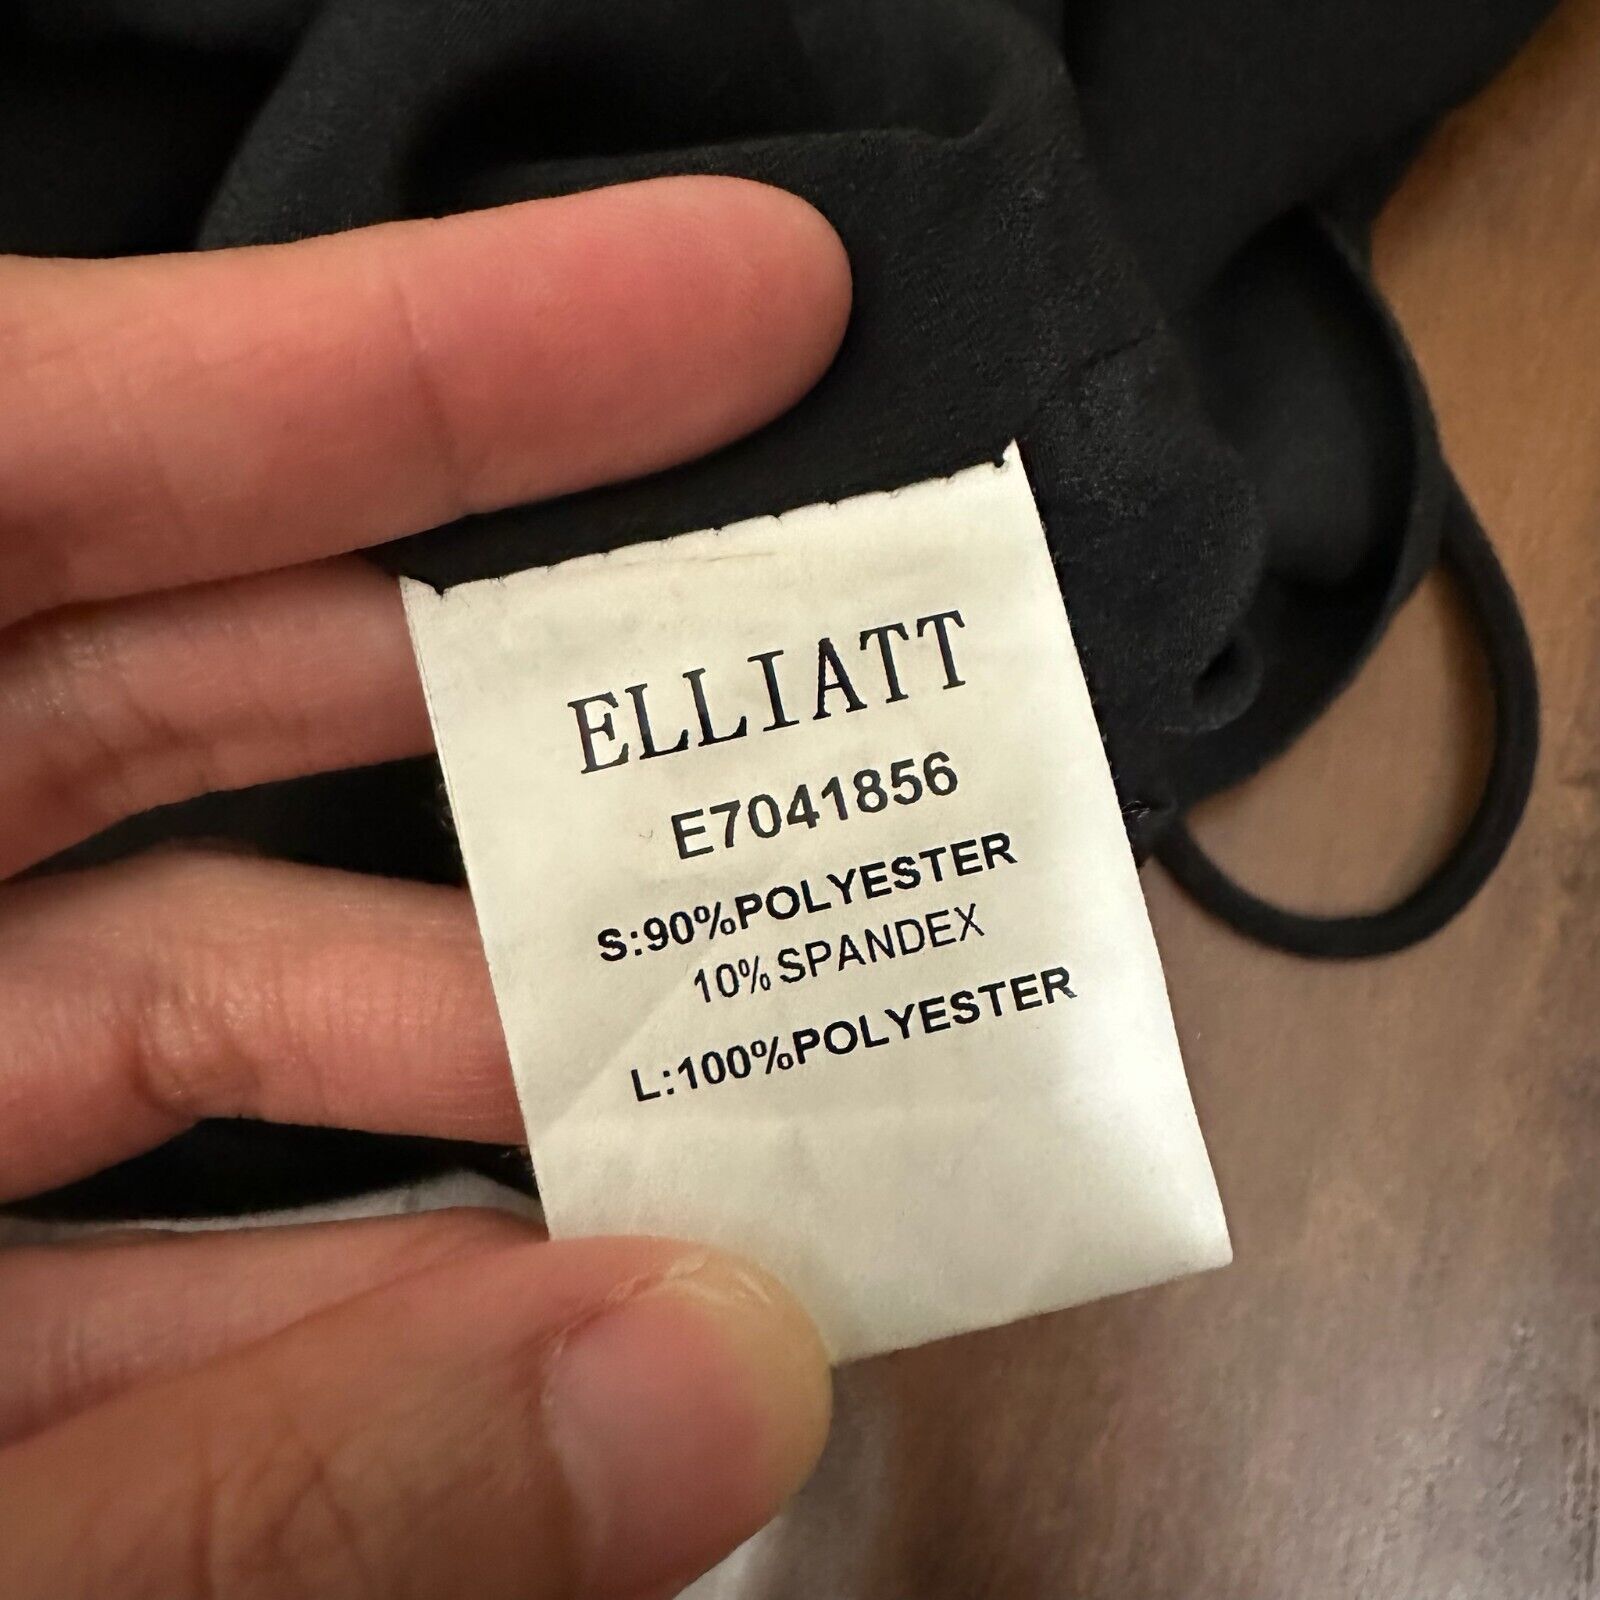 ELLIATT
E7041856
S:90%POLYESTER
10% SPANDEX
L:100%POLYESTER